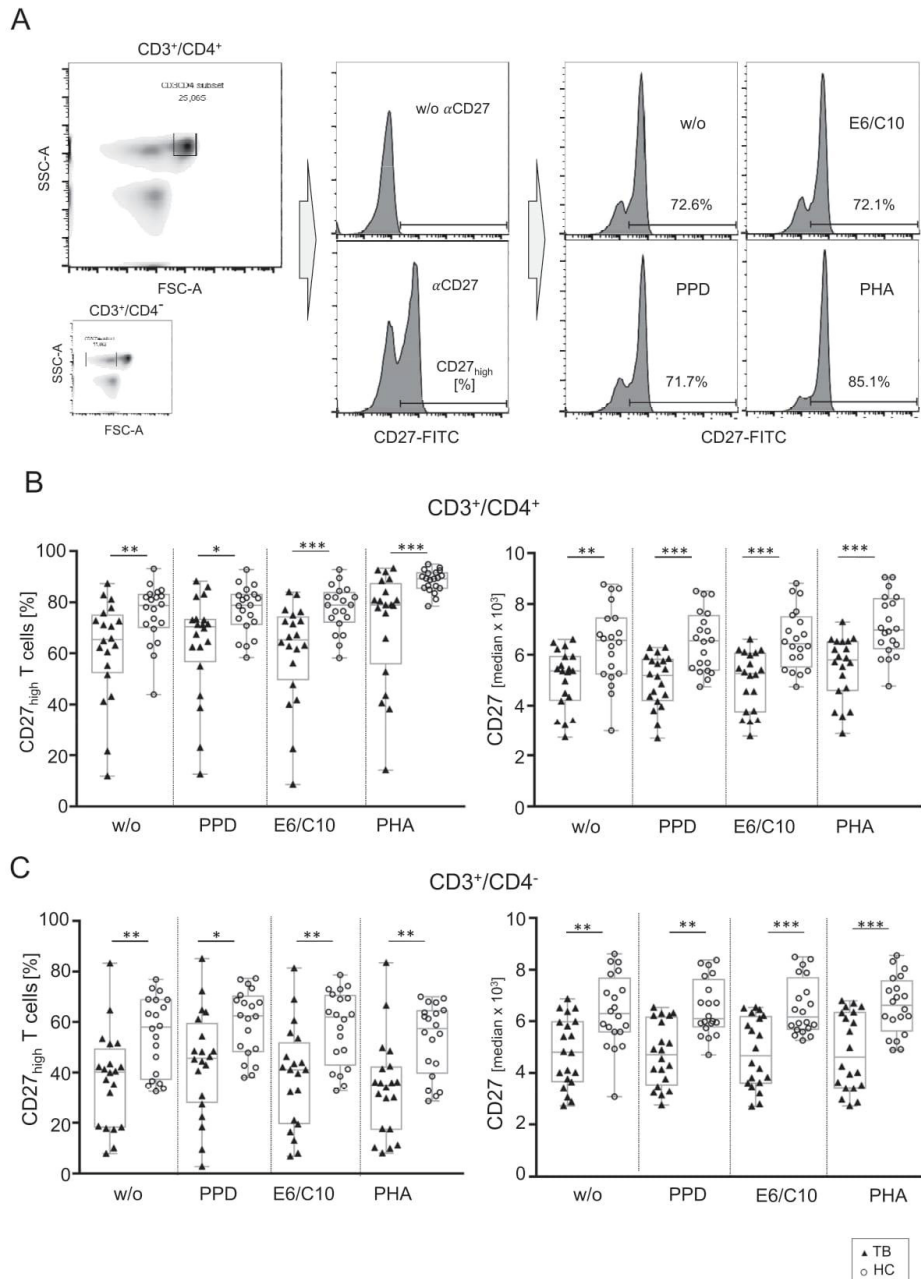 A
CD3⁺/CD4⁺
CD3CD4 subset
25,065
SSC-A
FSC-A
CD3⁺/CD4⁻
SSC-A
FSC-A
w/o αCD27
αCD27
CD27high
[%]
CD27-FITC
w/o
72.6%
E6/C10
72.1%
PPD
71.7%
PHA
85.1%
CD27-FITC
B
CD3⁺/CD4⁺
CD27high T cells [%]
100
80
60
40
20
0
** * *** ***
w/o PPD E6/C10 PHA
CD27 [median x 10³]
10
8
6
4
2
0
** *** *** ***
w/o PPD E6/C10 PHA
C
CD3⁺/CD4⁻
CD27high T cells [%]
100
80
60
40
20
0
** * ** **
w/o PPD E6/C10 PHA
CD27 [median x 10³]
10
8
6
4
2
0
** ** *** ***
w/o PPD E6/C10 PHA
▲ TB
○ HC